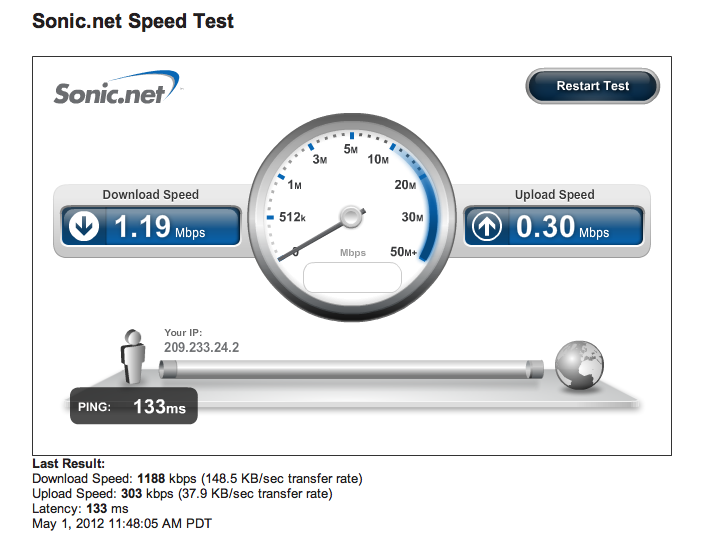 Sonic.net Speed Test
Sonic.net
Restart Test
Download Speed
1.19 Mbps
Upload Speed
0.30 Mbps
0
512k
1M
3M
5M
10M
20M
30M
50M+
Mbps
Your IP:
209.233.24.2
PING: 133ms
Last Result:
Download Speed: 1188 kbps (148.5 KB/sec transfer rate)
Upload Speed: 303 kbps (37.9 KB/sec transfer rate)
Latency: 133 ms
May 1, 2012 11:48:05 AM PDT